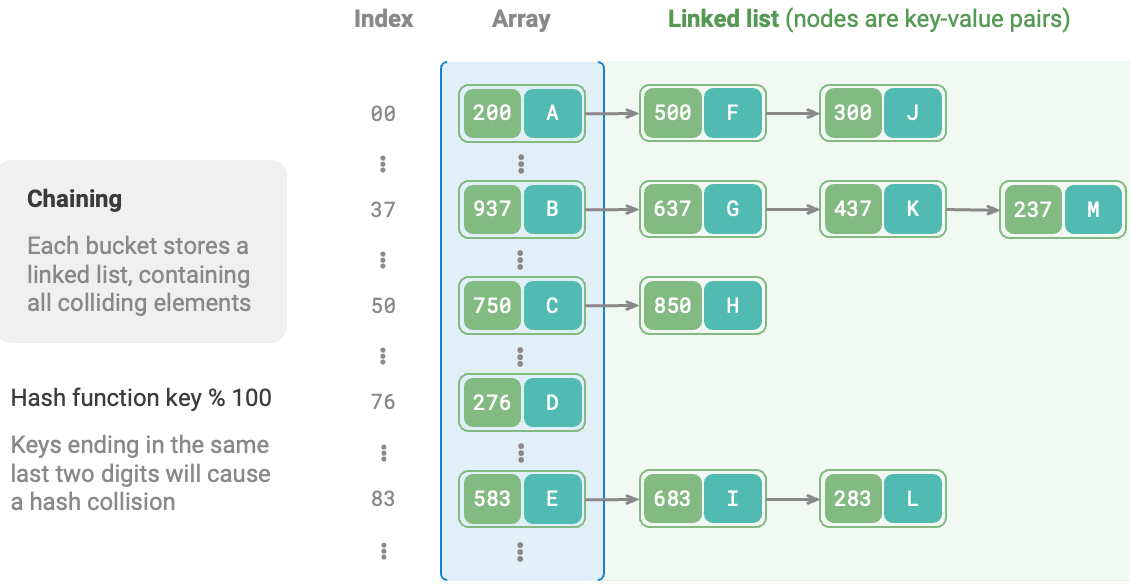 Index Array Linked list (nodes are key-value pairs)
00 200 A 500 F 300 J
37 937 B 637 G 437 K 237 M
50 750 C 850 H
76 276 D
83 583 E 683 I 283 L
Chaining
Each bucket stores a
linked list, containing
all colliding elements
Hash function key % 100
Keys ending in the same
last two digits will cause
a hash collision